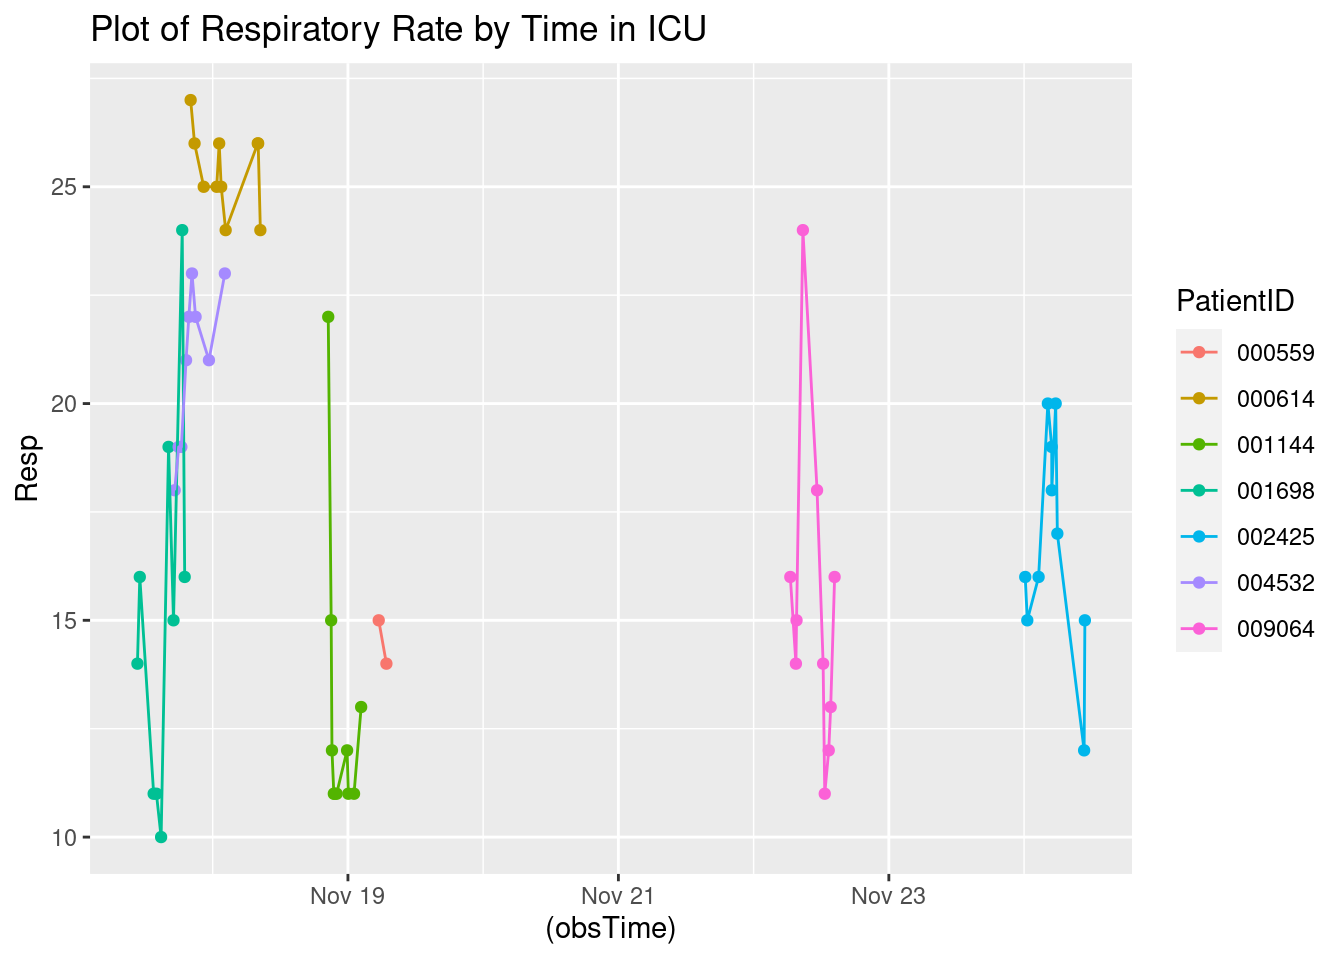 Plot of Respiratory Rate by Time in ICU
25
20
15
10
Resp
Nov 19
Nov 21
Nov 23
(obsTime)
PatientID
000559
000614
001144
001698
002425
004532
009064